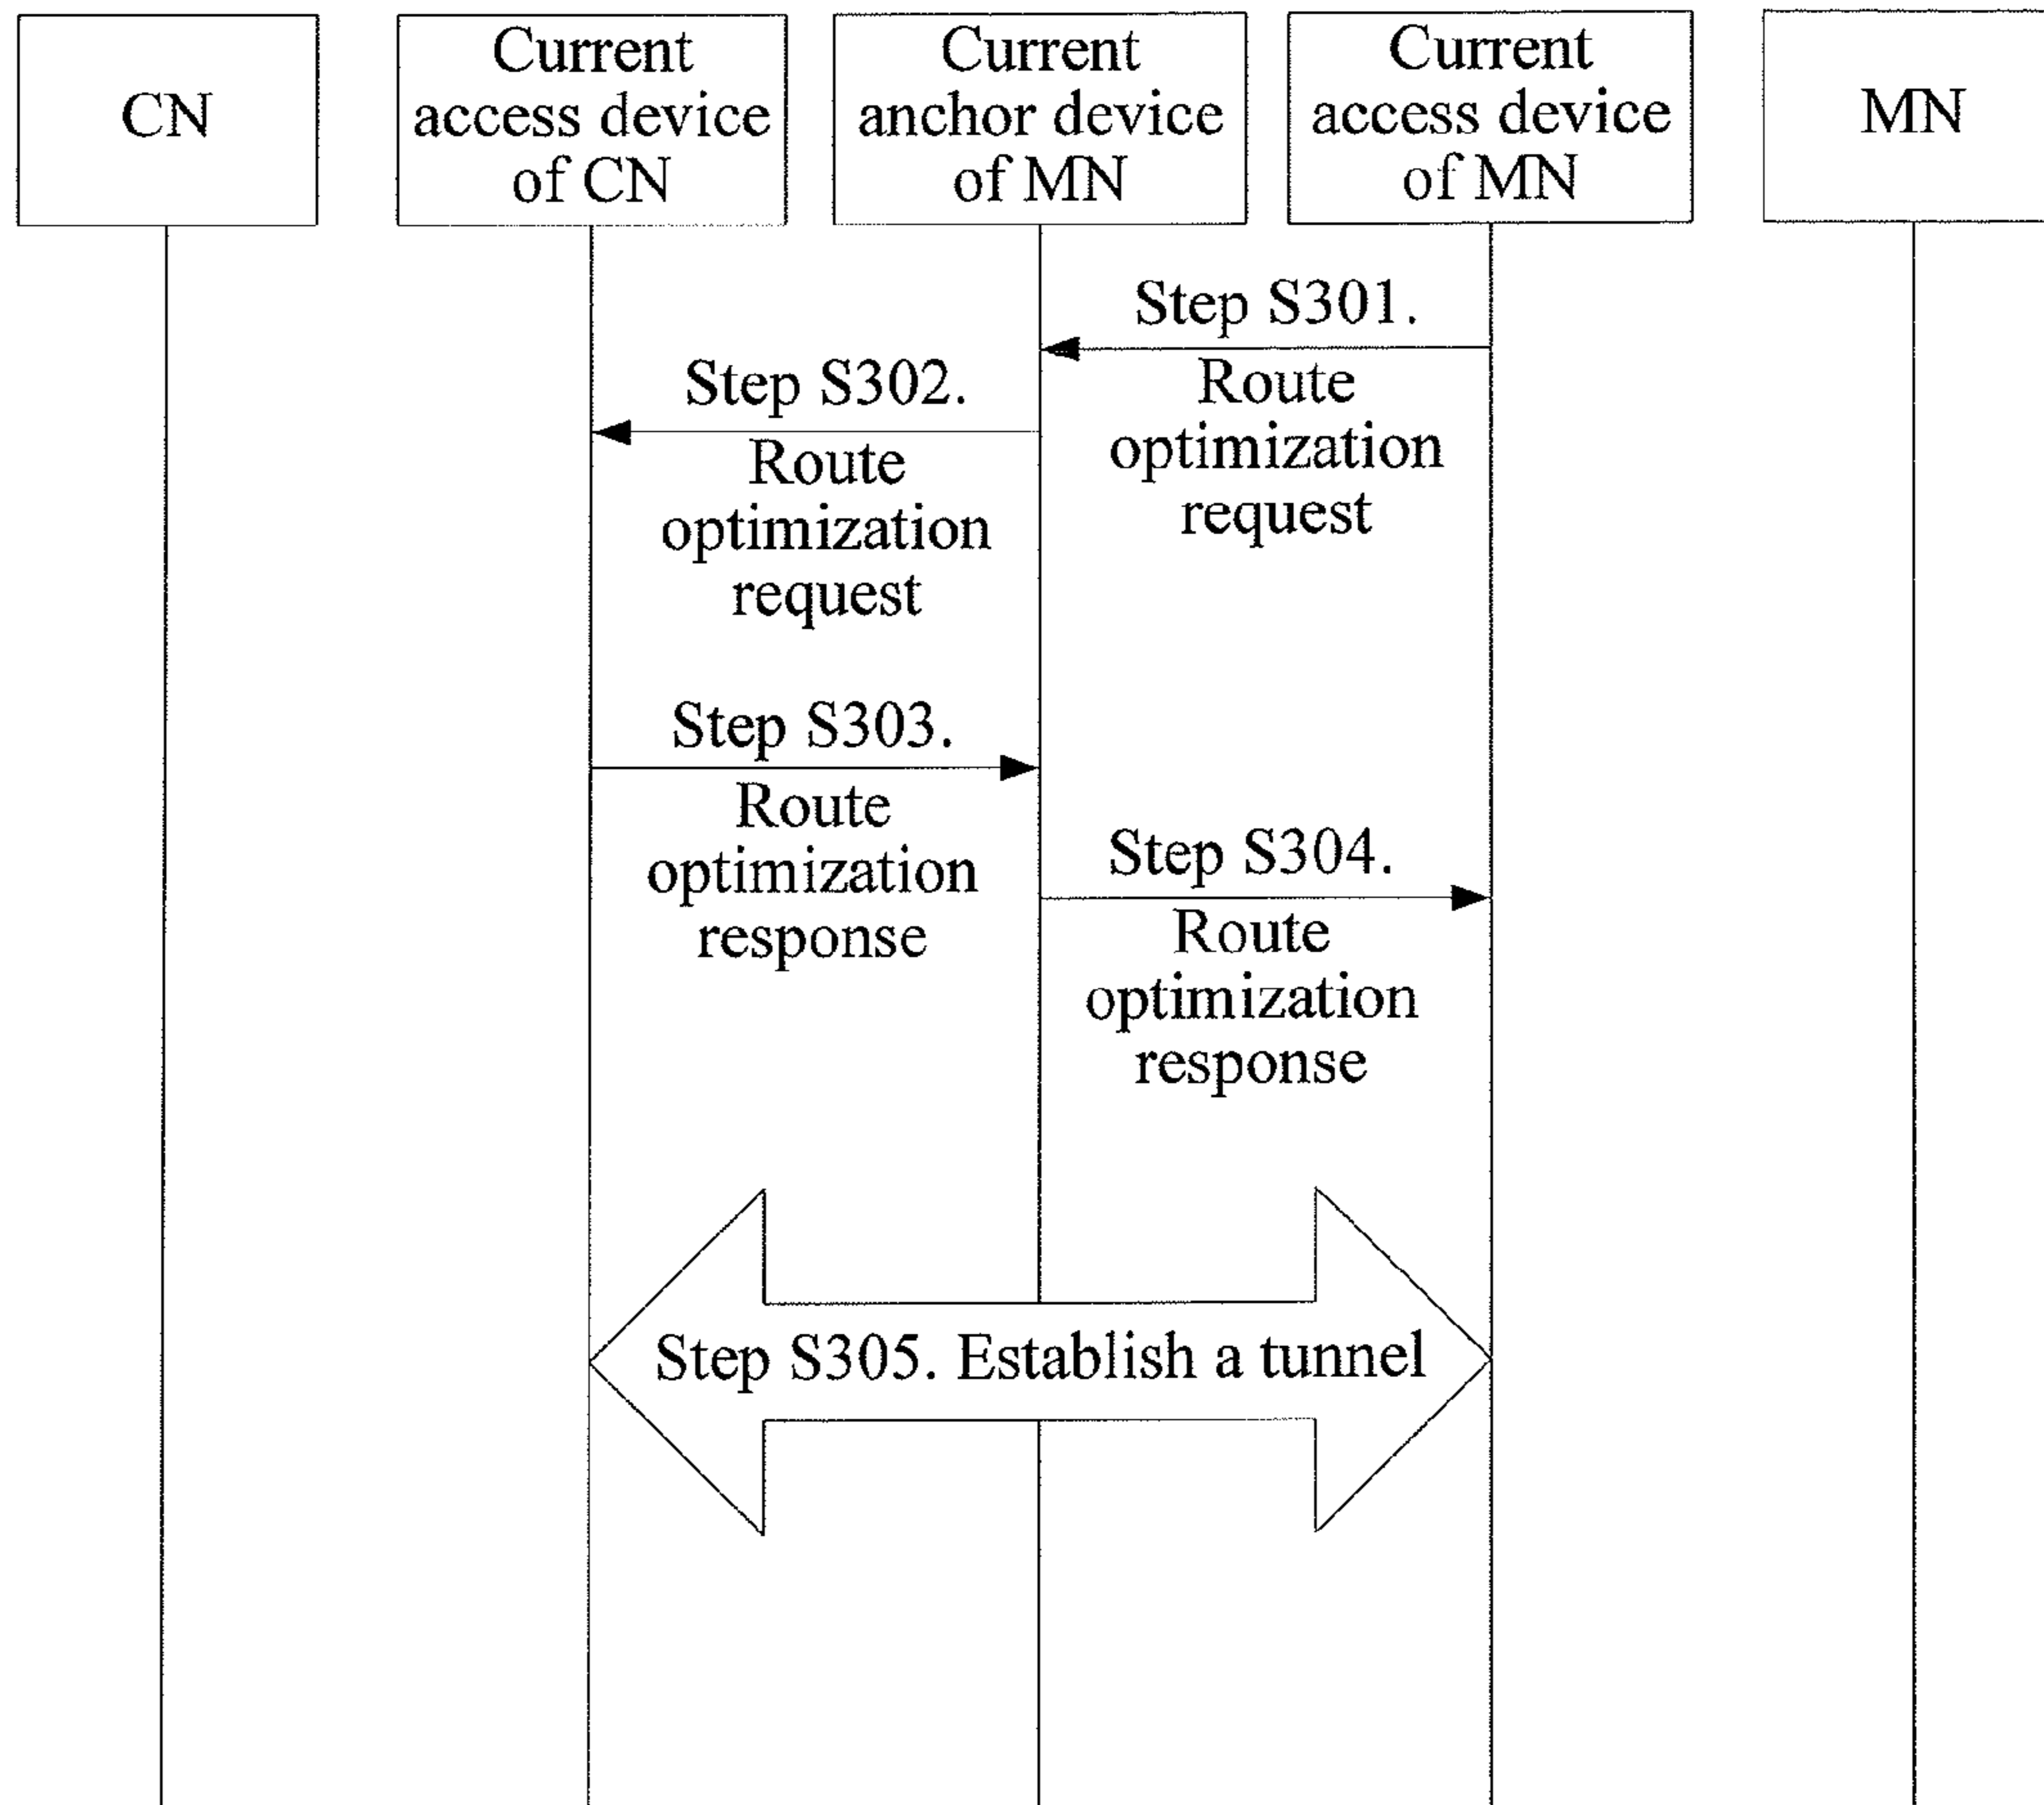 CN
Current
access device
of CN
Current
anchor device
of MN
Current
access device
of MN
MN
Step S301.
Route
optimization
request
Step S302.
Route
optimization
request
Step S303.
Route
optimization
response
Step S304.
Route
optimization
response
Step S305. Establish a tunnel